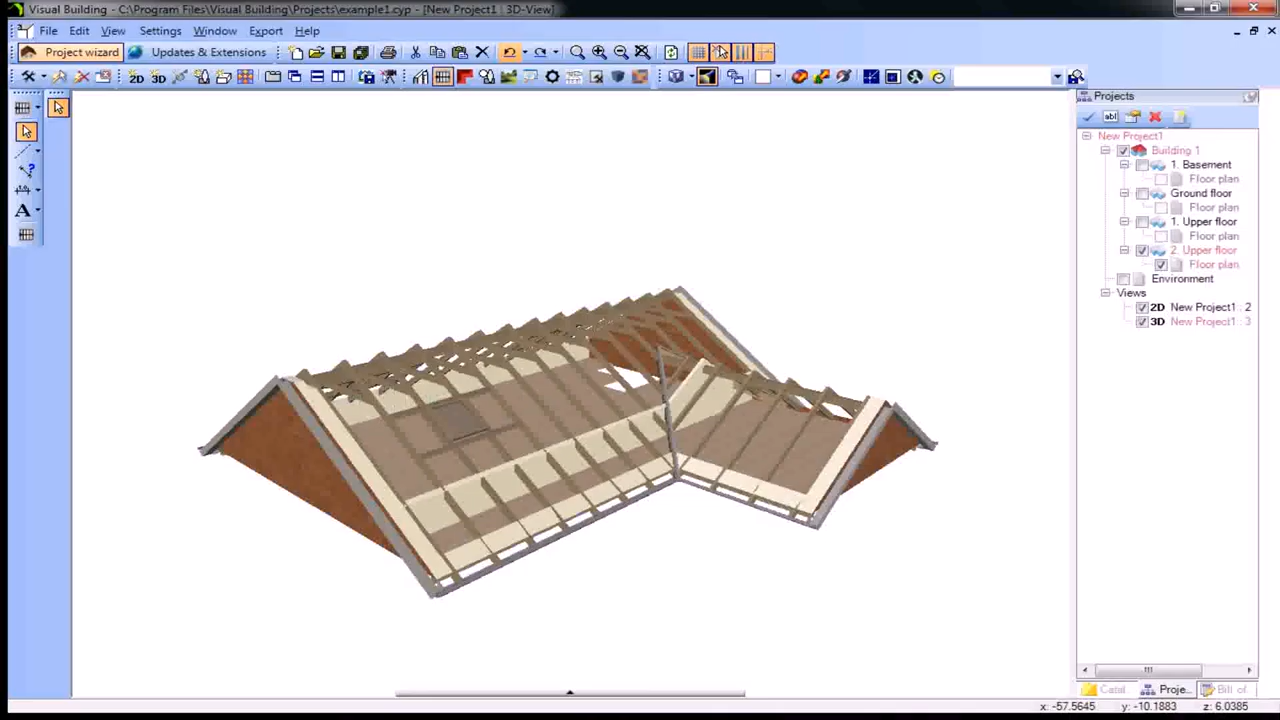 Visual Building - C:\Program Files\Visual Building\Projects\example1.cyp - [New Project1 : 3D-View]
File Edit View Settings Window Export Help
Project wizard Updates & Extensions
2D 3D
Projects
abl
New Project1
Building 1
1. Basement
Floor plan
Ground floor
Floor plan
1. Upper floor
Floor plan
2. Upper floor
Floor plan
Environment
Views
2D New Project1 : 2
3D New Project1 : 3
A
Catal Proje... Bill of
x: -57.5645 y: -10.1883 z: 6.0385